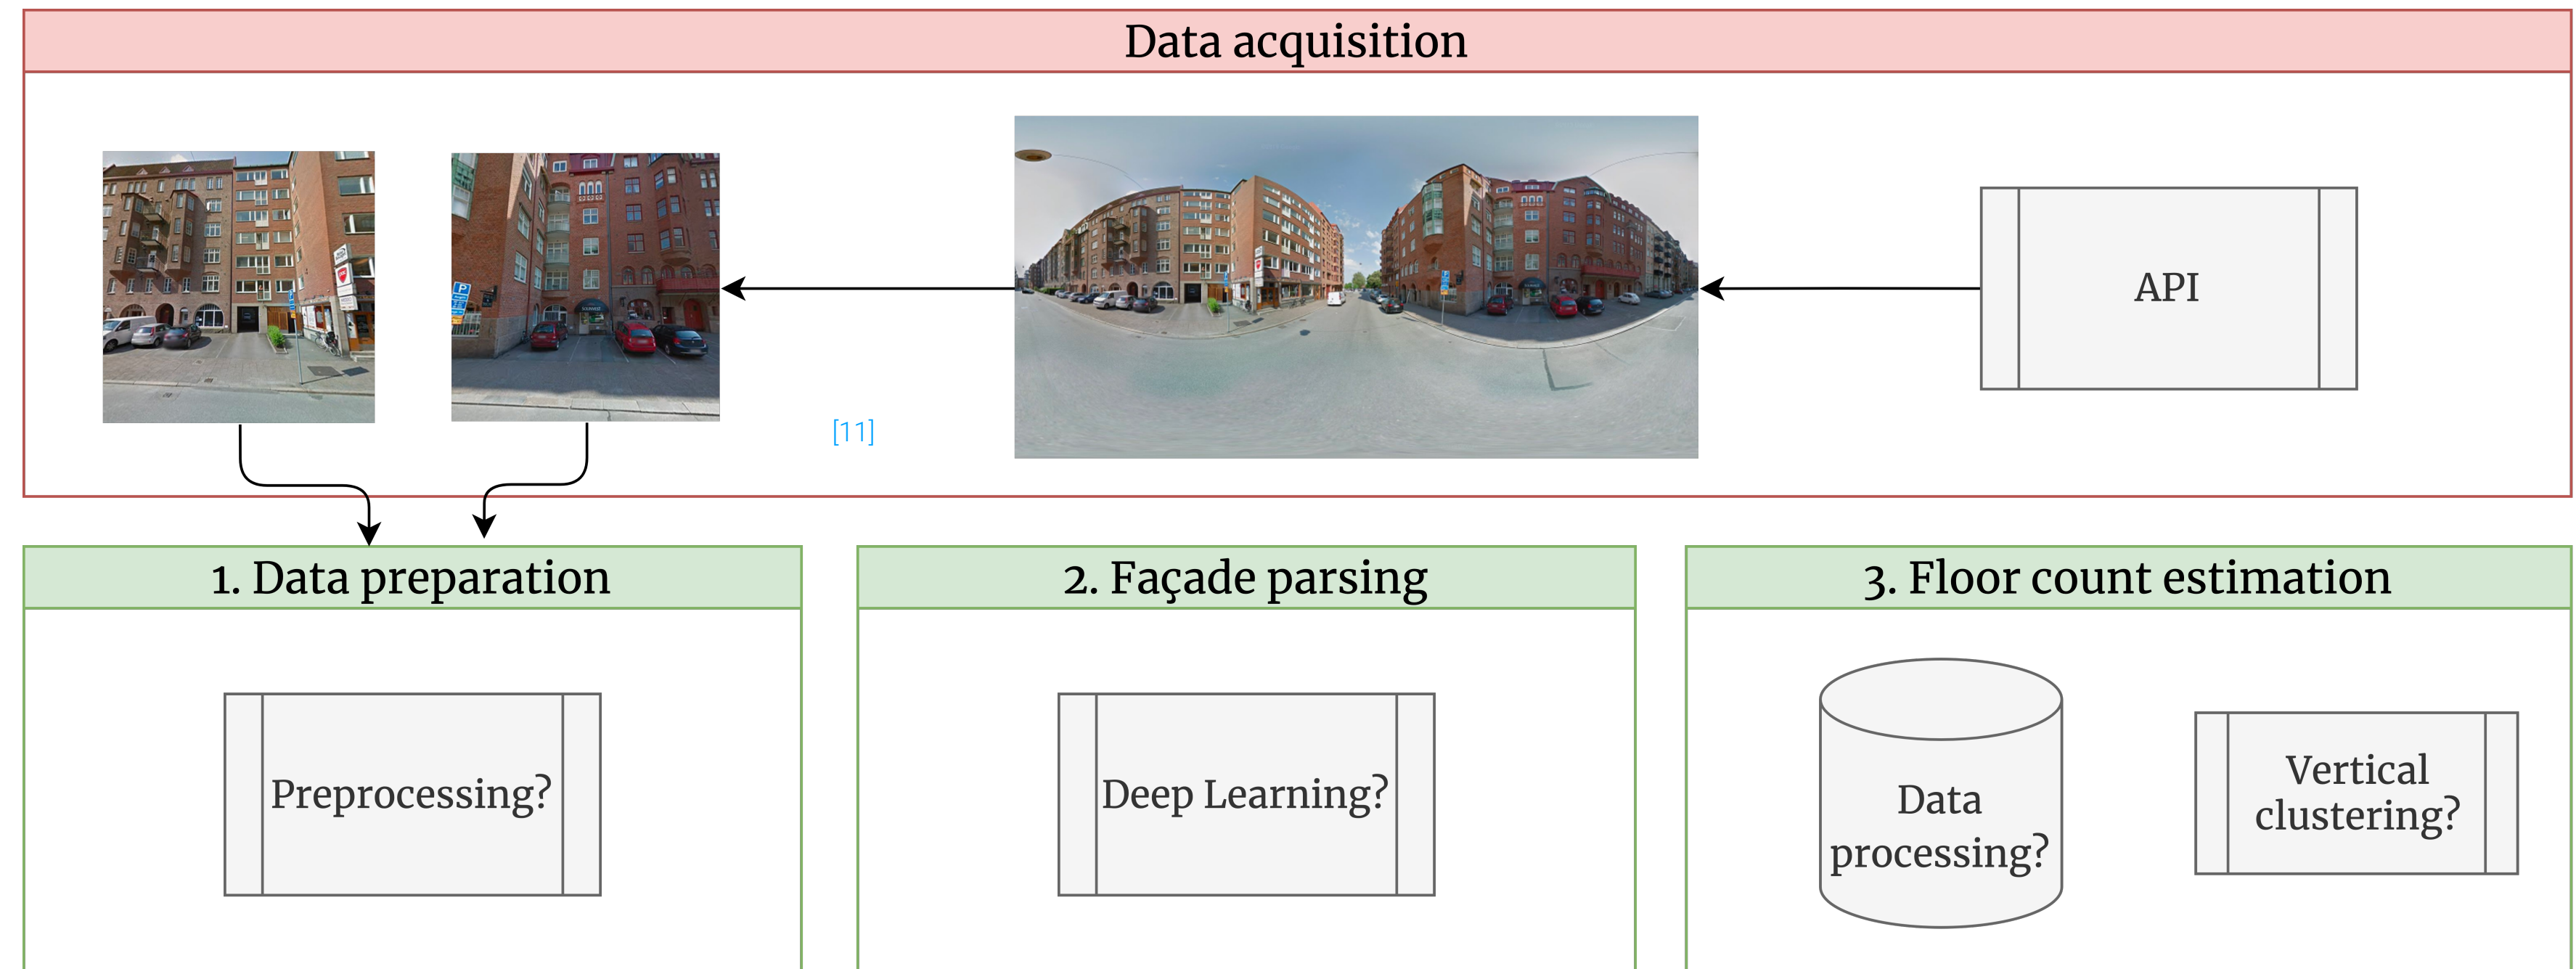 Data acquisition
API
[11]
1. Data preparation
2. Façade parsing
3. Floor count estimation
Preprocessing?
Deep Learning?
Data
processing?
Vertical
clustering?